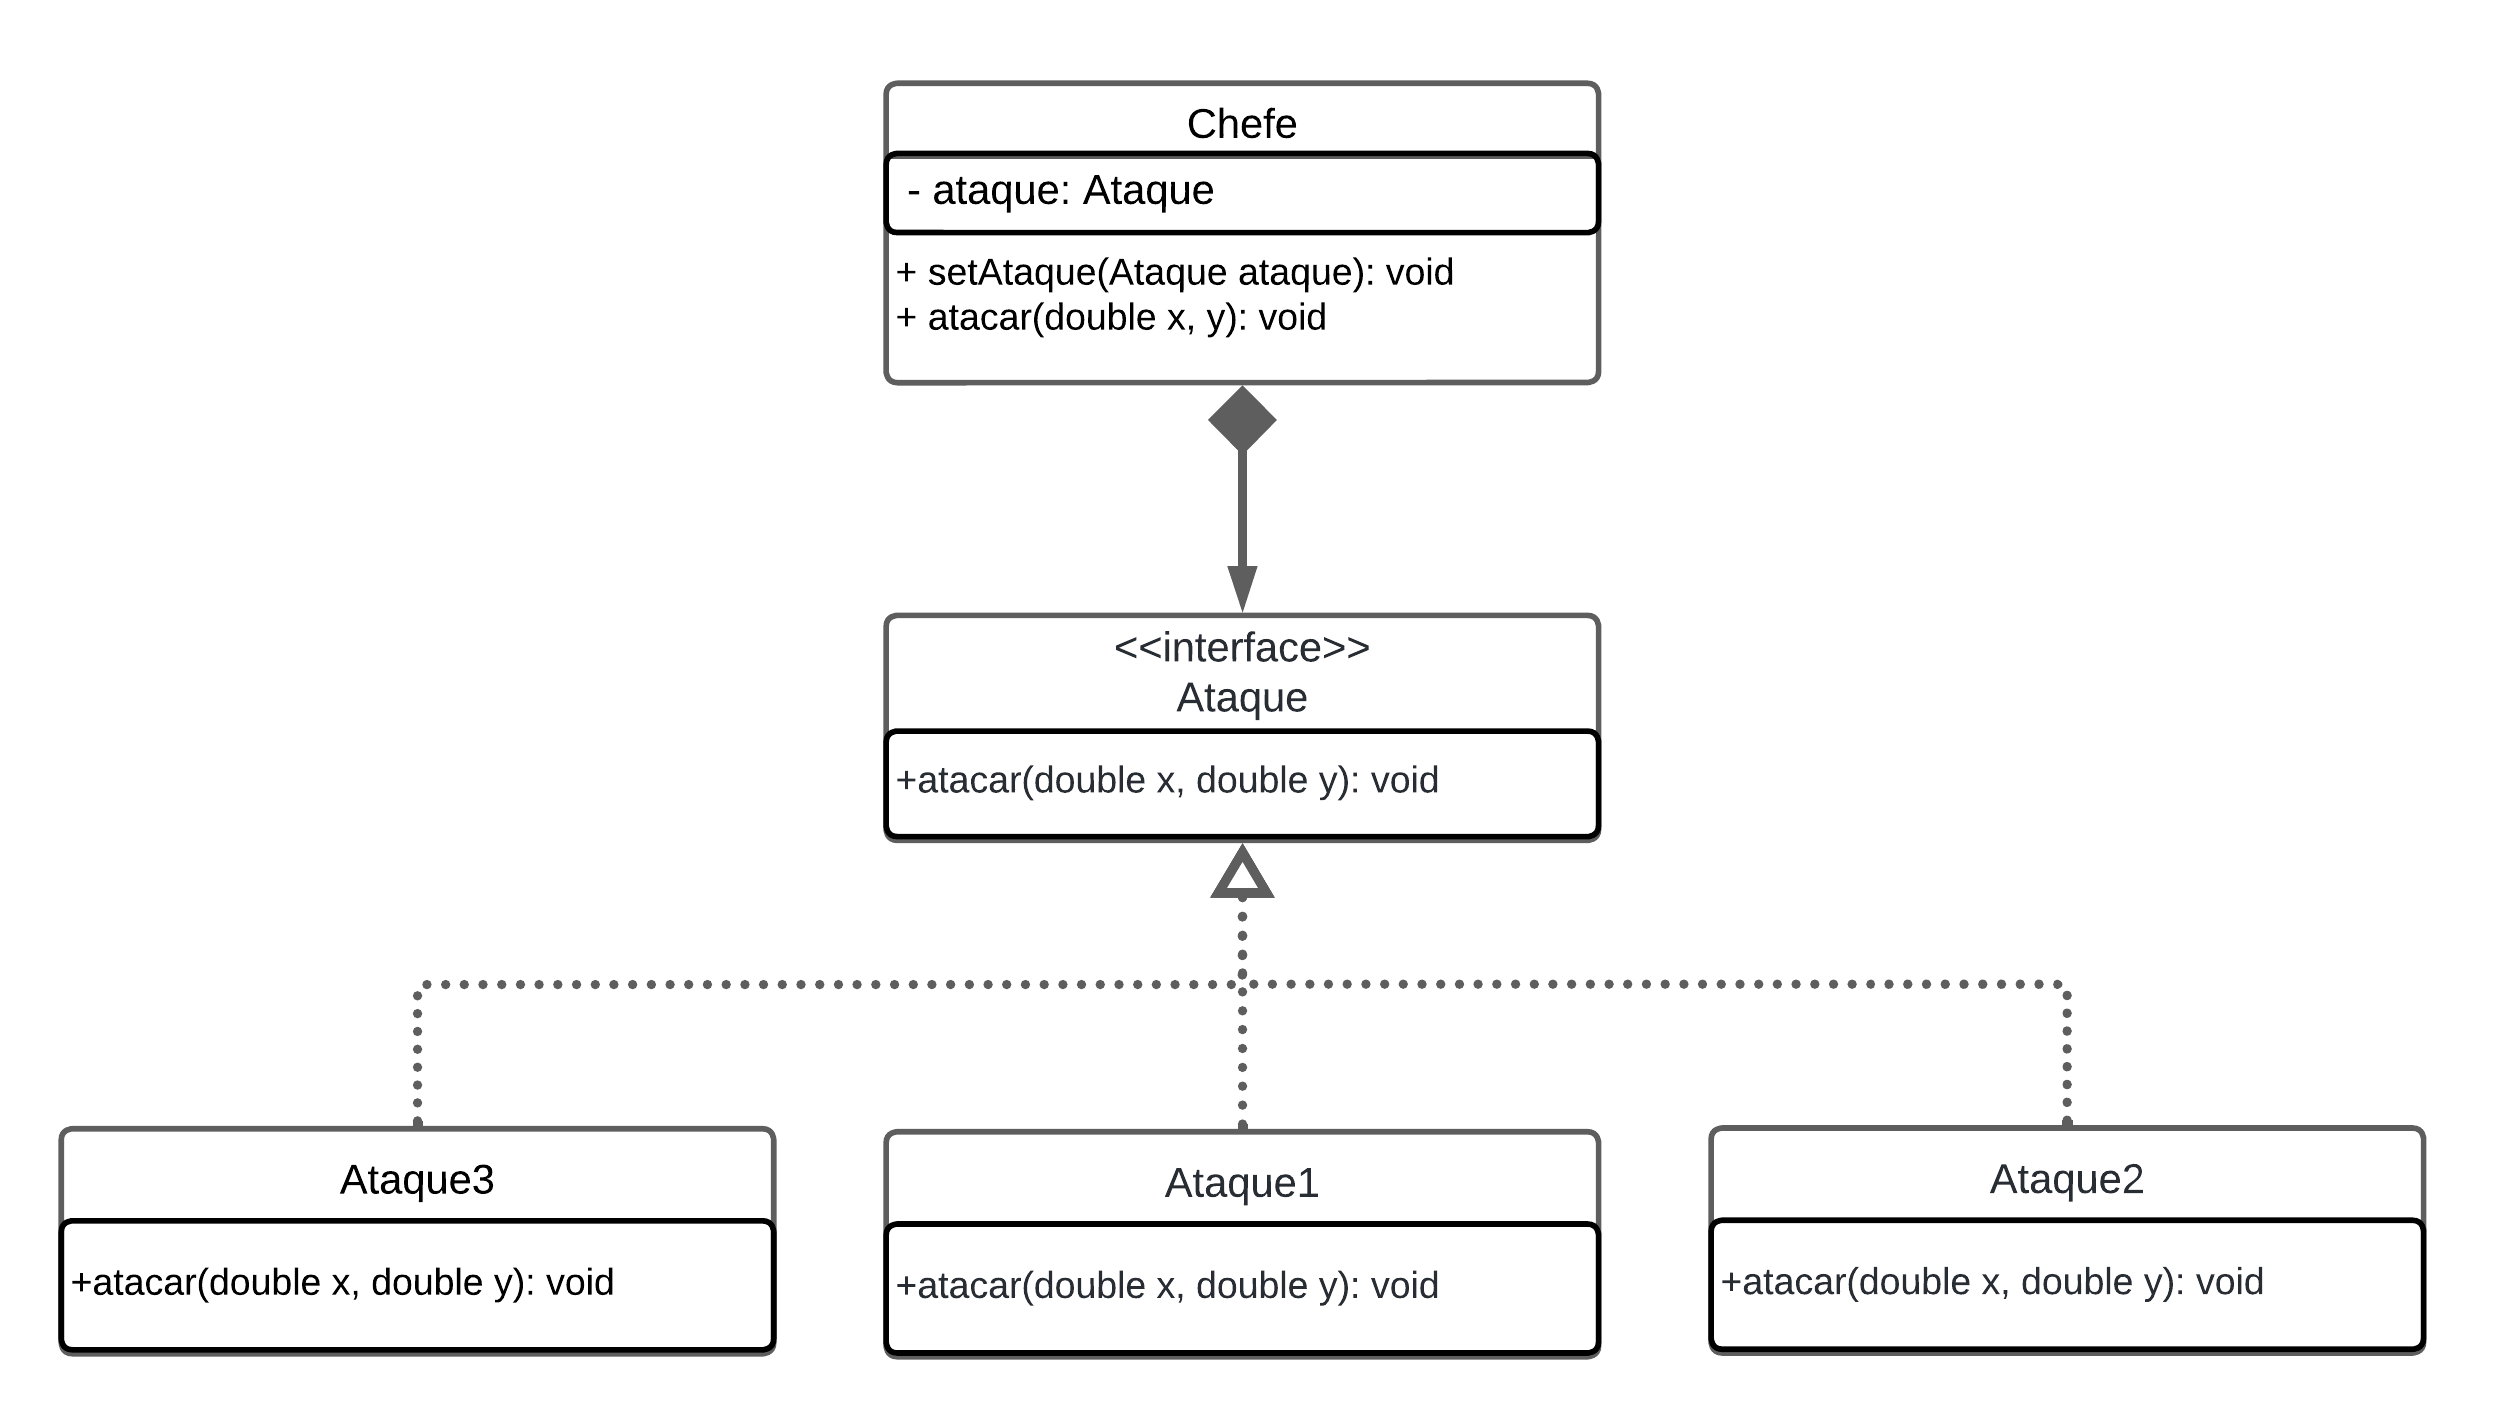 Chefe
- ataque: Ataque
+ setAtaque(Ataque ataque): void
+ atacar(double x, y): void
<<interface>>
Ataque
+atacar(double x, double y): void
Ataque3
+atacar(double x, double y): void
Ataque1
+atacar(double x, double y): void
Ataque2
+atacar(double x, double y): void